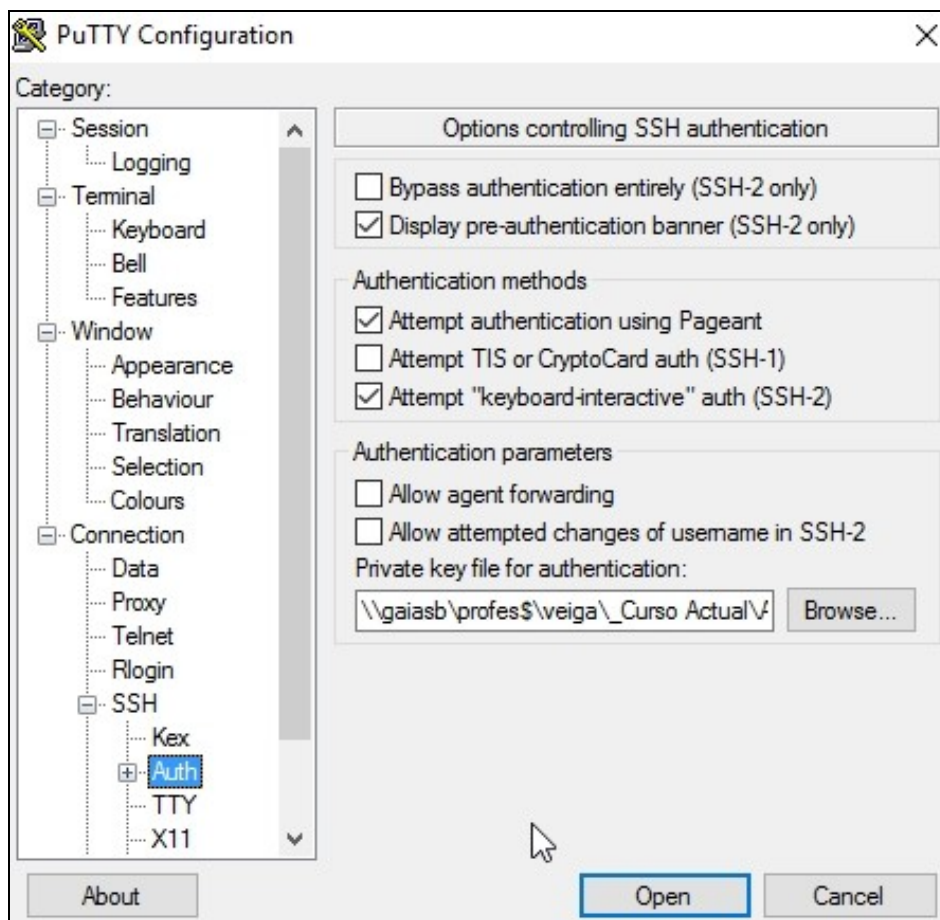 PuTTY Configuration
Category:
Session
Logging
Terminal
Keyboard
Bell
Features
Window
Appearance
Behaviour
Translation
Selection
Colours
Connection
Data
Proxy
Telnet
Rlogin
SSH
Kex
Auth
TTY
X11
Options controlling SSH authentication
Bypass authentication entirely (SSH-2 only)
Display pre-authentication banner (SSH-2 only)
Authentication methods
Attempt authentication using Pageant
Attempt TIS or CryptoCard auth (SSH-1)
Attempt "keyboard-interactive" auth (SSH-2)
Authentication parameters
Allow agent forwarding
Allow attempted changes of username in SSH-2
Private key file for authentication:
\\gaiasb\profes$\veiga\_Curso Actual\
Browse...
About
Open
Cancel